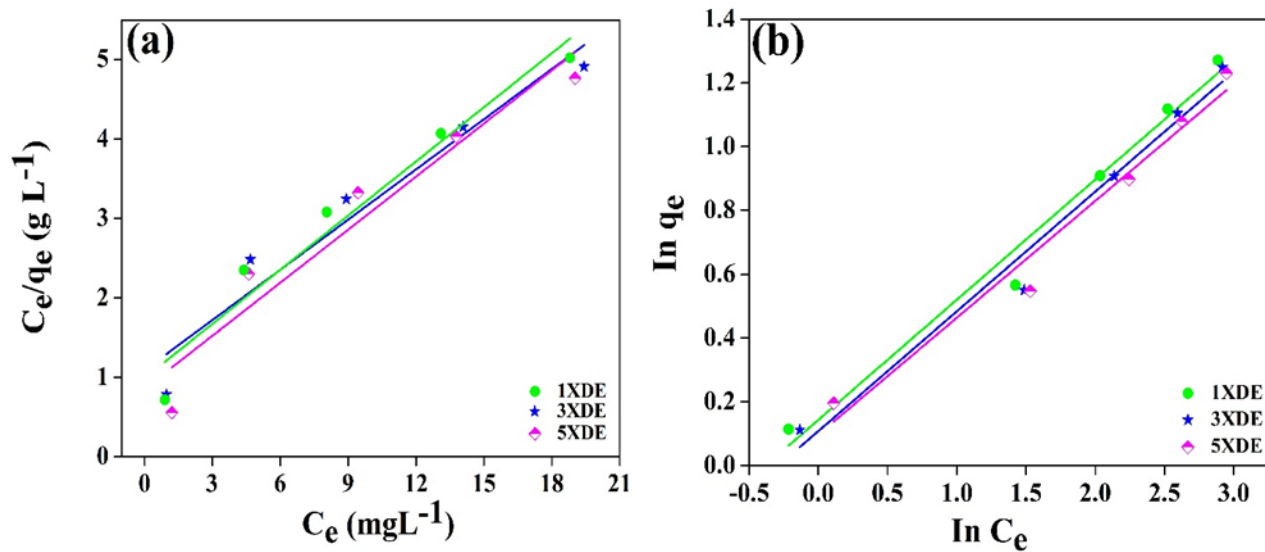 (a)
5
4
3
2
1
0
0 3 6 9 12 15 18 21
Ce/qe (g L-1)
Ce (mgL-1)
1XDE
3XDE
5XDE
(b)
1.4
1.2
1.0
0.8
0.6
0.4
0.2
0.0
-0.5 0.0 0.5 1.0 1.5 2.0 2.5 3.0
In qe
In Ce
1XDE
3XDE
5XDE